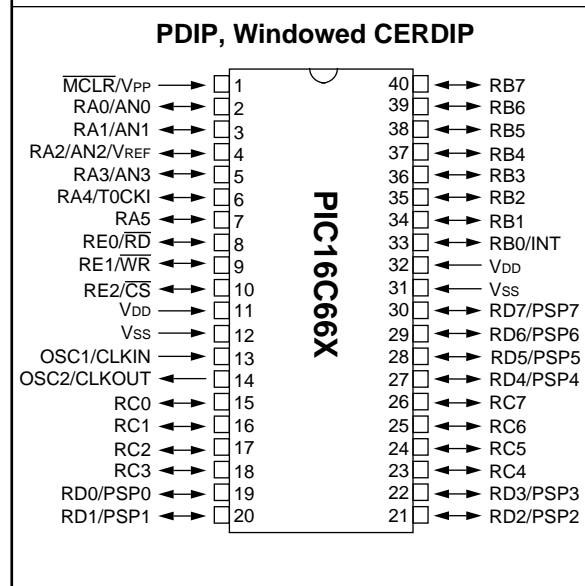 PDIP, Windowed CERDIP
MCLR/VPP 1 40 RB7
RA0/AN0 2 39 RB6
RA1/AN1 3 38 RB5
RA2/AN2/VREF 4 37 RB4
RA3/AN3 5 36 RB3
RA4/T0CKI 6 35 RB2
RA5 7 34 RB1
RE0/RD 8 33 RB0/INT
RE1/WR 9 32 VDD
RE2/CS 10 31 VSS
VDD 11 30 RD7/PSP7
VSS 12 29 RD6/PSP6
OSC1/CLKIN 13 28 RD5/PSP5
OSC2/CLKOUT 14 27 RD4/PSP4
RC0 15 26 RC7
RC1 16 25 RC6
RC2 17 24 RC5
RC3 18 23 RC4
RD0/PSP0 19 22 RD3/PSP3
RD1/PSP1 20 21 RD2/PSP2
PIC16C66X